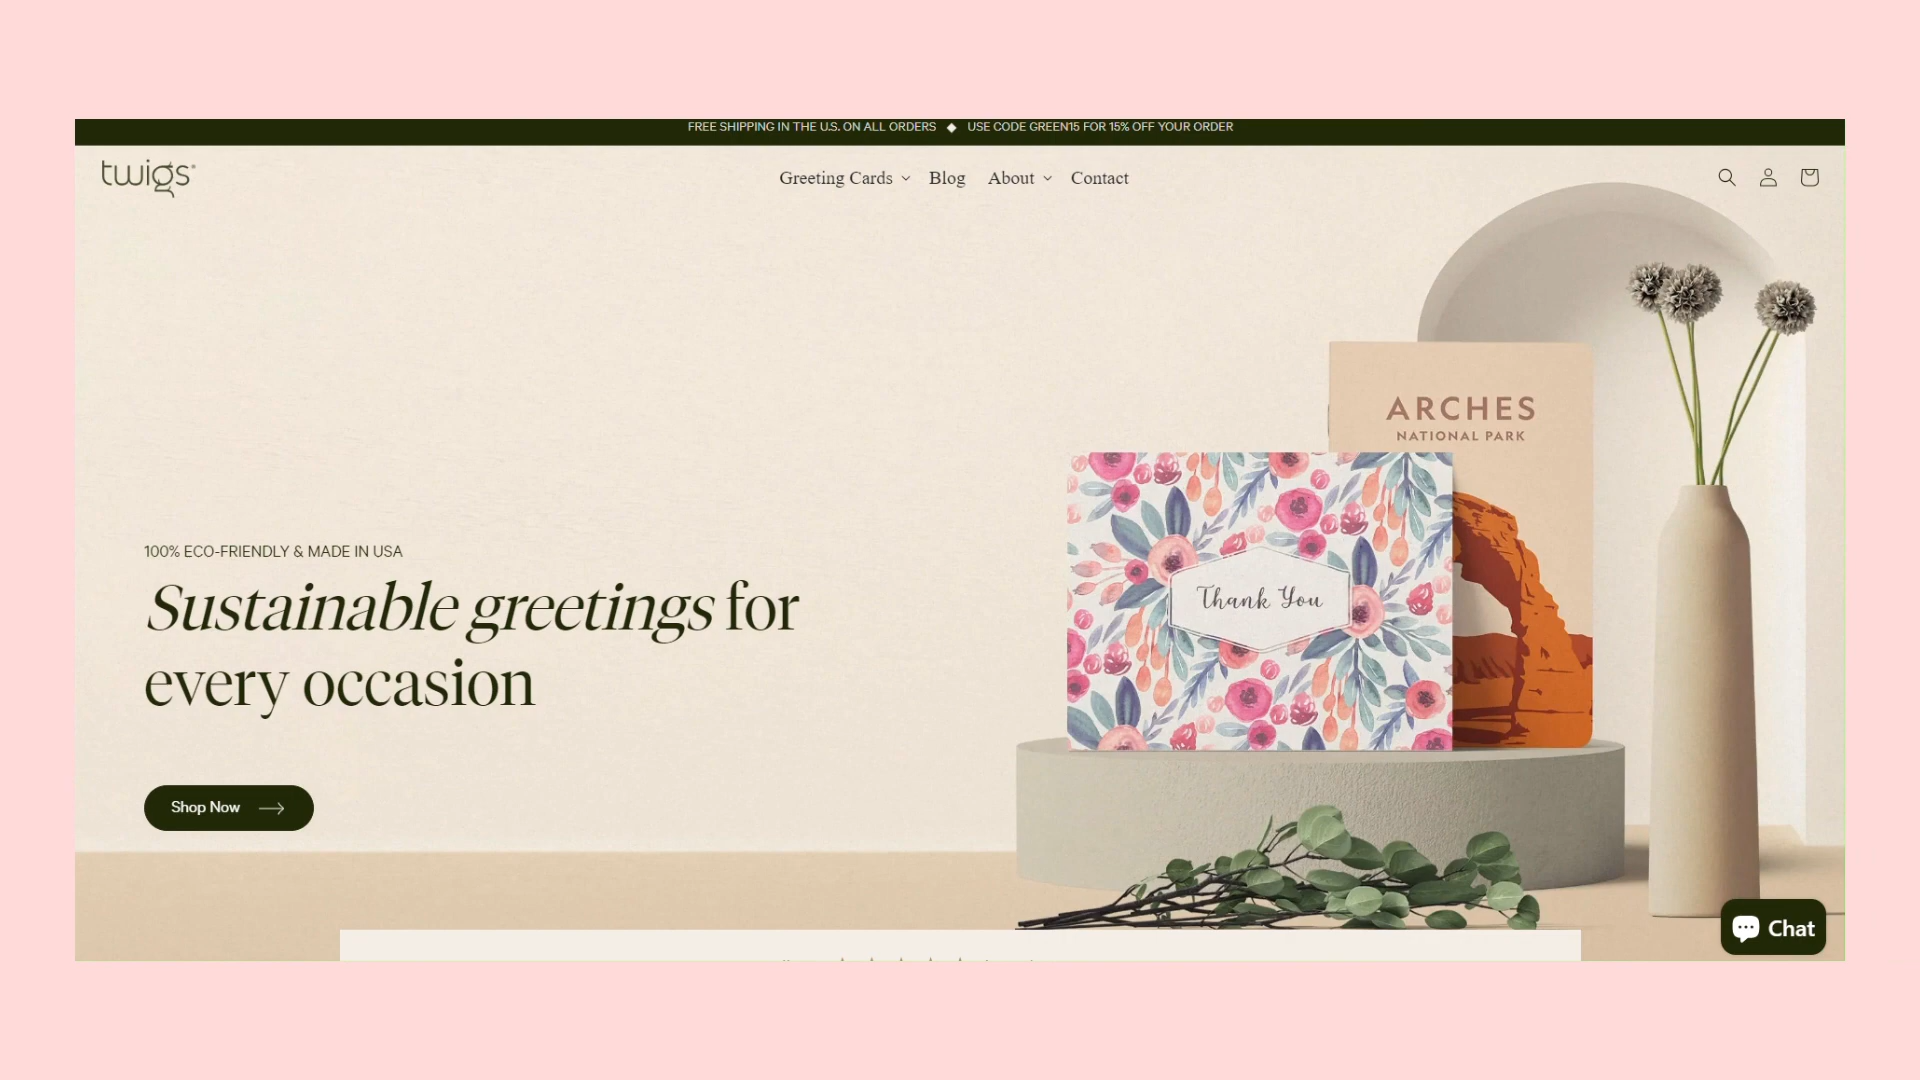 FREE SHIPPING IN THE U.S. ON ALL ORDERS ◆ USE CODE GREEN15 FOR 15% OFF YOUR ORDER
twigs®
Greeting Cards Blog About Contact
ARCHES
NATIONAL PARK
Thank You
100% ECO-FRIENDLY & MADE IN USA
Sustainable greetings for
every occasion
Shop Now →
Chat